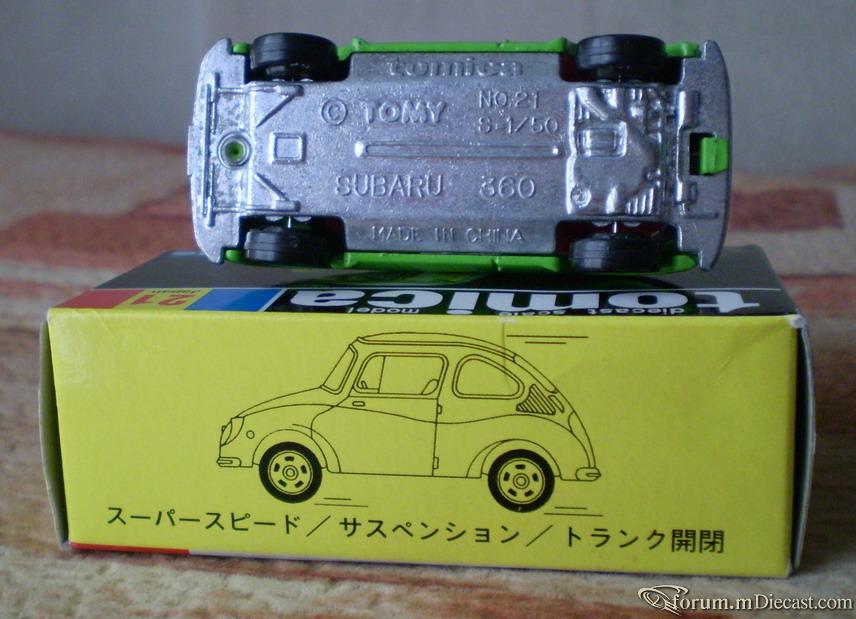 tomica
© TOMY NO.21
S=1/50
SUBARU 360
MADE IN CHINA
21
Japan
tomica
diecast scale model
スーパースピード／サスペンション／トランク開閉
forum.mDiecast.com